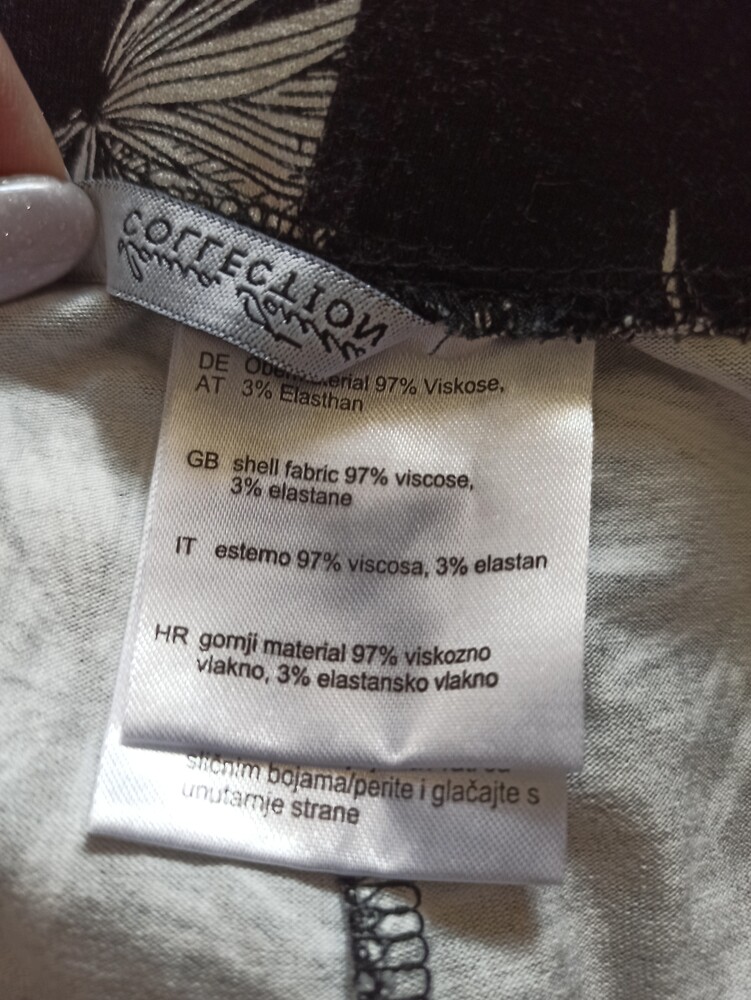 COLLECTION
DE Obermaterial 97% Viskose,
AT 3% Elasthan
GB shell fabric 97% viscose,
3% elastane
IT esterno 97% viscosa, 3% elastan
HR gornji material 97% viskozno
vlakno, 3% elastansko vlakno
sličnim bojama/perite i glačajte s
unutarnje strane